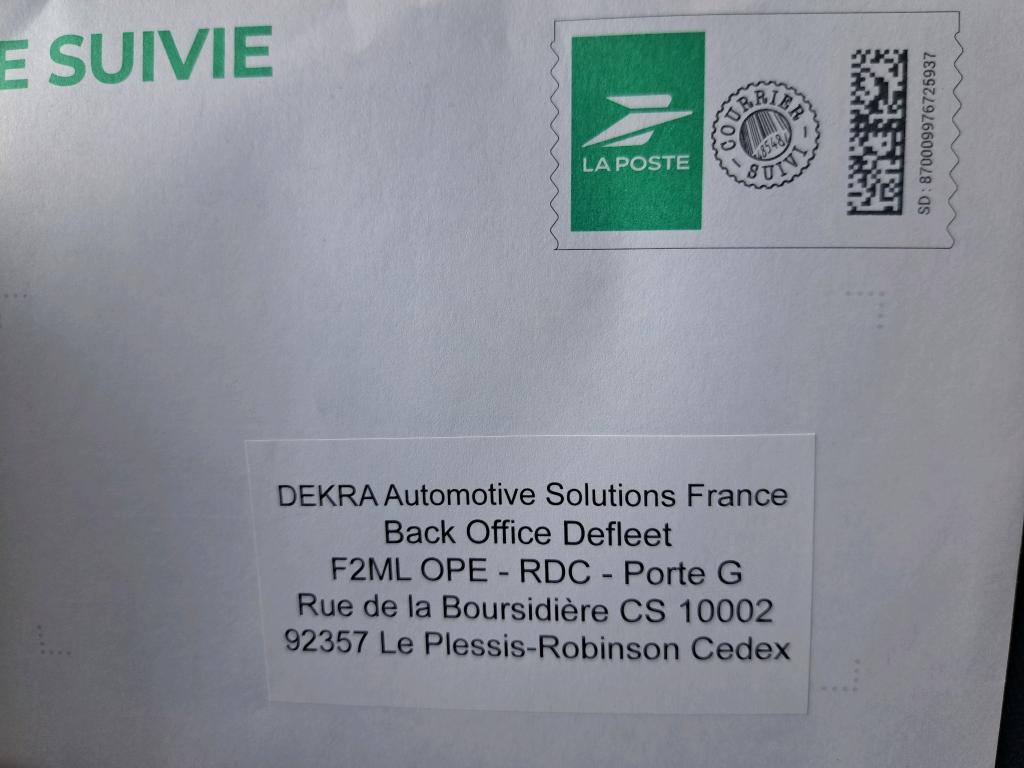 E SUIVIE
LA POSTE
COURRIER
SUIVI
SD : 870009976725937
DEKRA Automotive Solutions France
Back Office Defleet
F2ML OPE - RDC - Porte G
Rue de la Boursidière CS 10002
92357 Le Plessis-Robinson Cedex